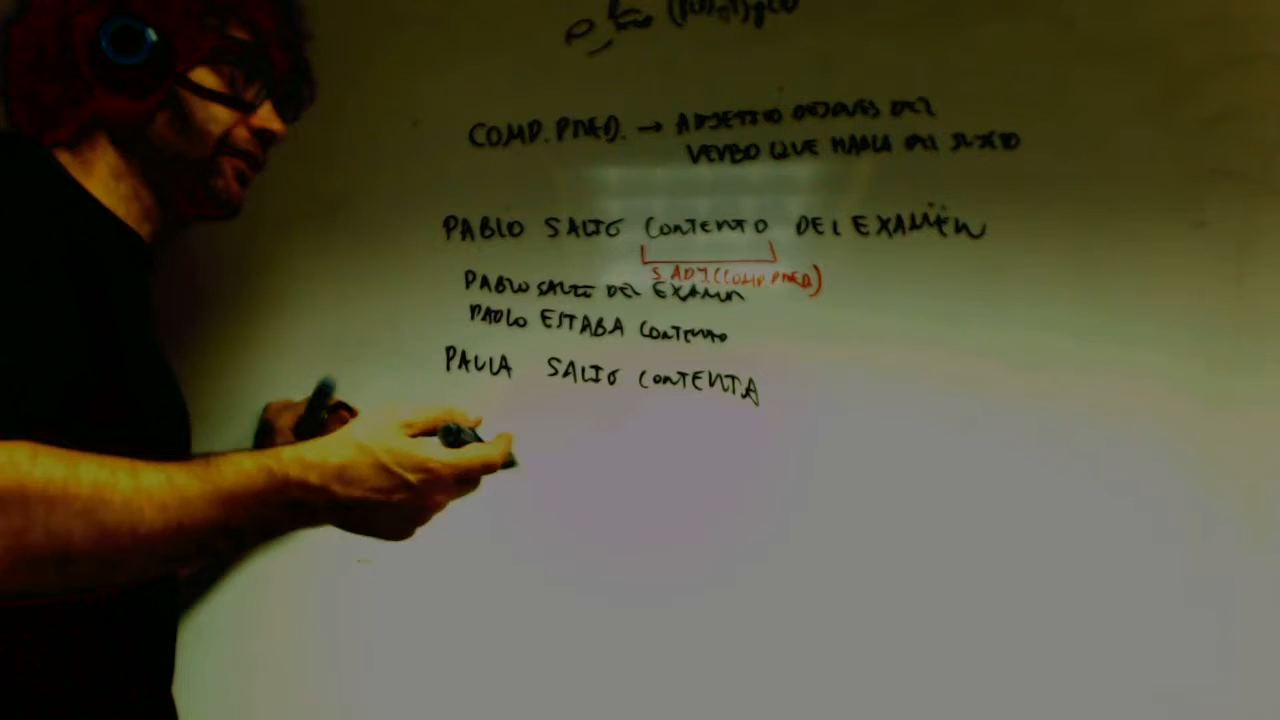 COMP. PRED. → ADJETIVO DESPUES DEL
VERBO QUE HABLA DEL SUJETO
PABLO SALIÓ CONTENTO DEL EXAMEN
S. ADJ. (COMP. PRED)
PABLO SALIÓ DEL EXAMEN
PABLO ESTABA CONTENTO
PAULA SALIÓ CONTENTA